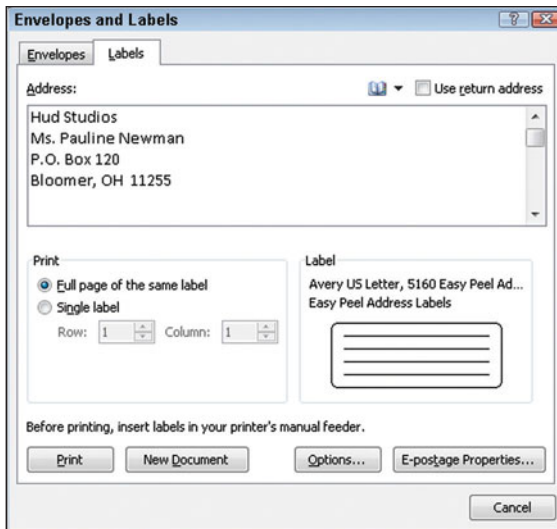 Envelopes and Labels
Envelopes Labels
Address: Use return address
Hud Studios
Ms. Pauline Newman
P.O. Box 120
Bloomer, OH 11255
Print
Full page of the same label
Single label
Row: 1 Column: 1
Label
Avery US Letter, 5160 Easy Peel Ad...
Easy Peel Address Labels
Before printing, insert labels in your printer's manual feeder.
Print New Document Options... E-postage Properties...
Cancel